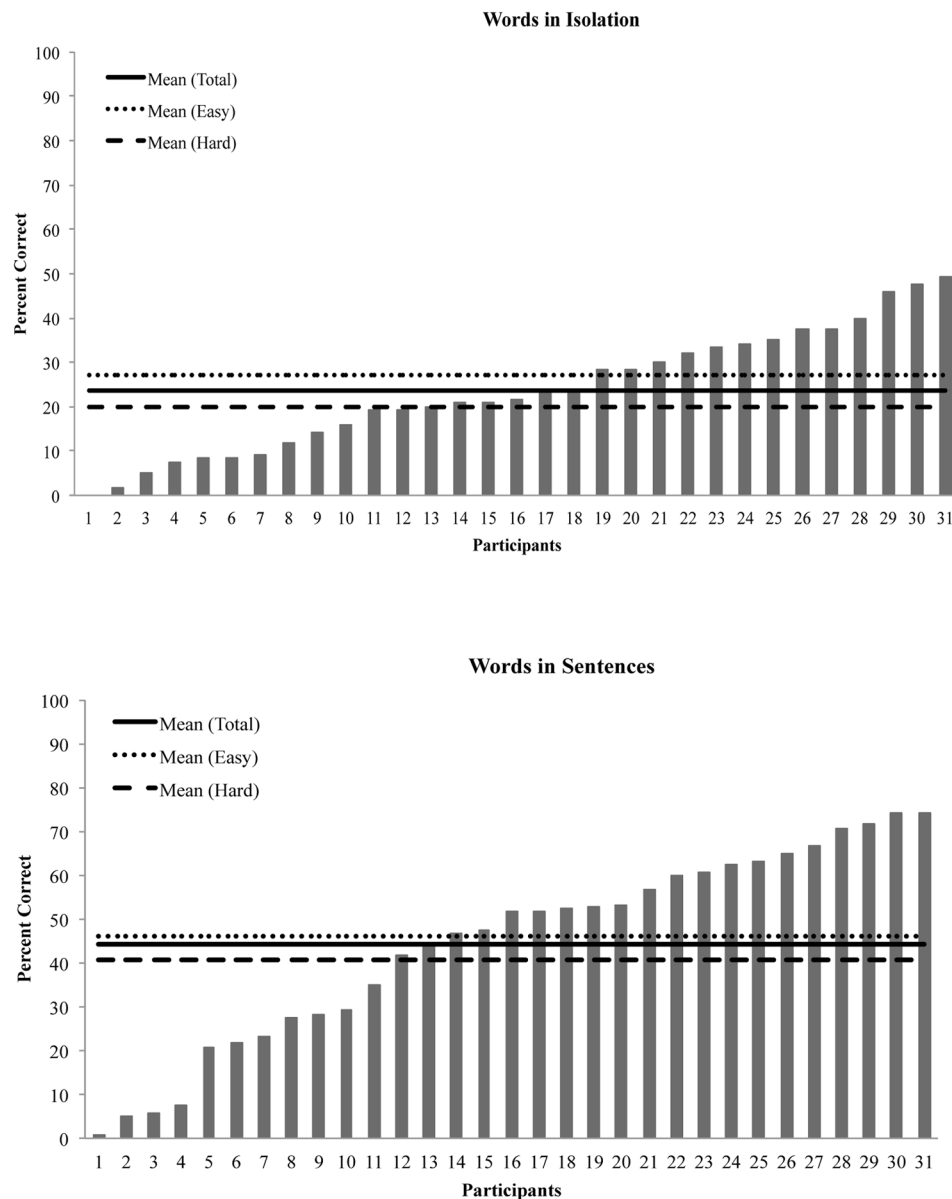 Words in Isolation
100
90
80
70
60
50
40
30
20
10
0
Percent Correct
Mean (Total)
Mean (Easy)
Mean (Hard)
1 2 3 4 5 6 7 8 9 10 11 12 13 14 15 16 17 18 19 20 21 22 23 24 25 26 27 28 29 30 31
Participants
Words in Sentences
100
90
80
70
60
50
40
30
20
10
0
Percent Correct
Mean (Total)
Mean (Easy)
Mean (Hard)
1 2 3 4 5 6 7 8 9 10 11 12 13 14 15 16 17 18 19 20 21 22 23 24 25 26 27 28 29 30 31
Participants